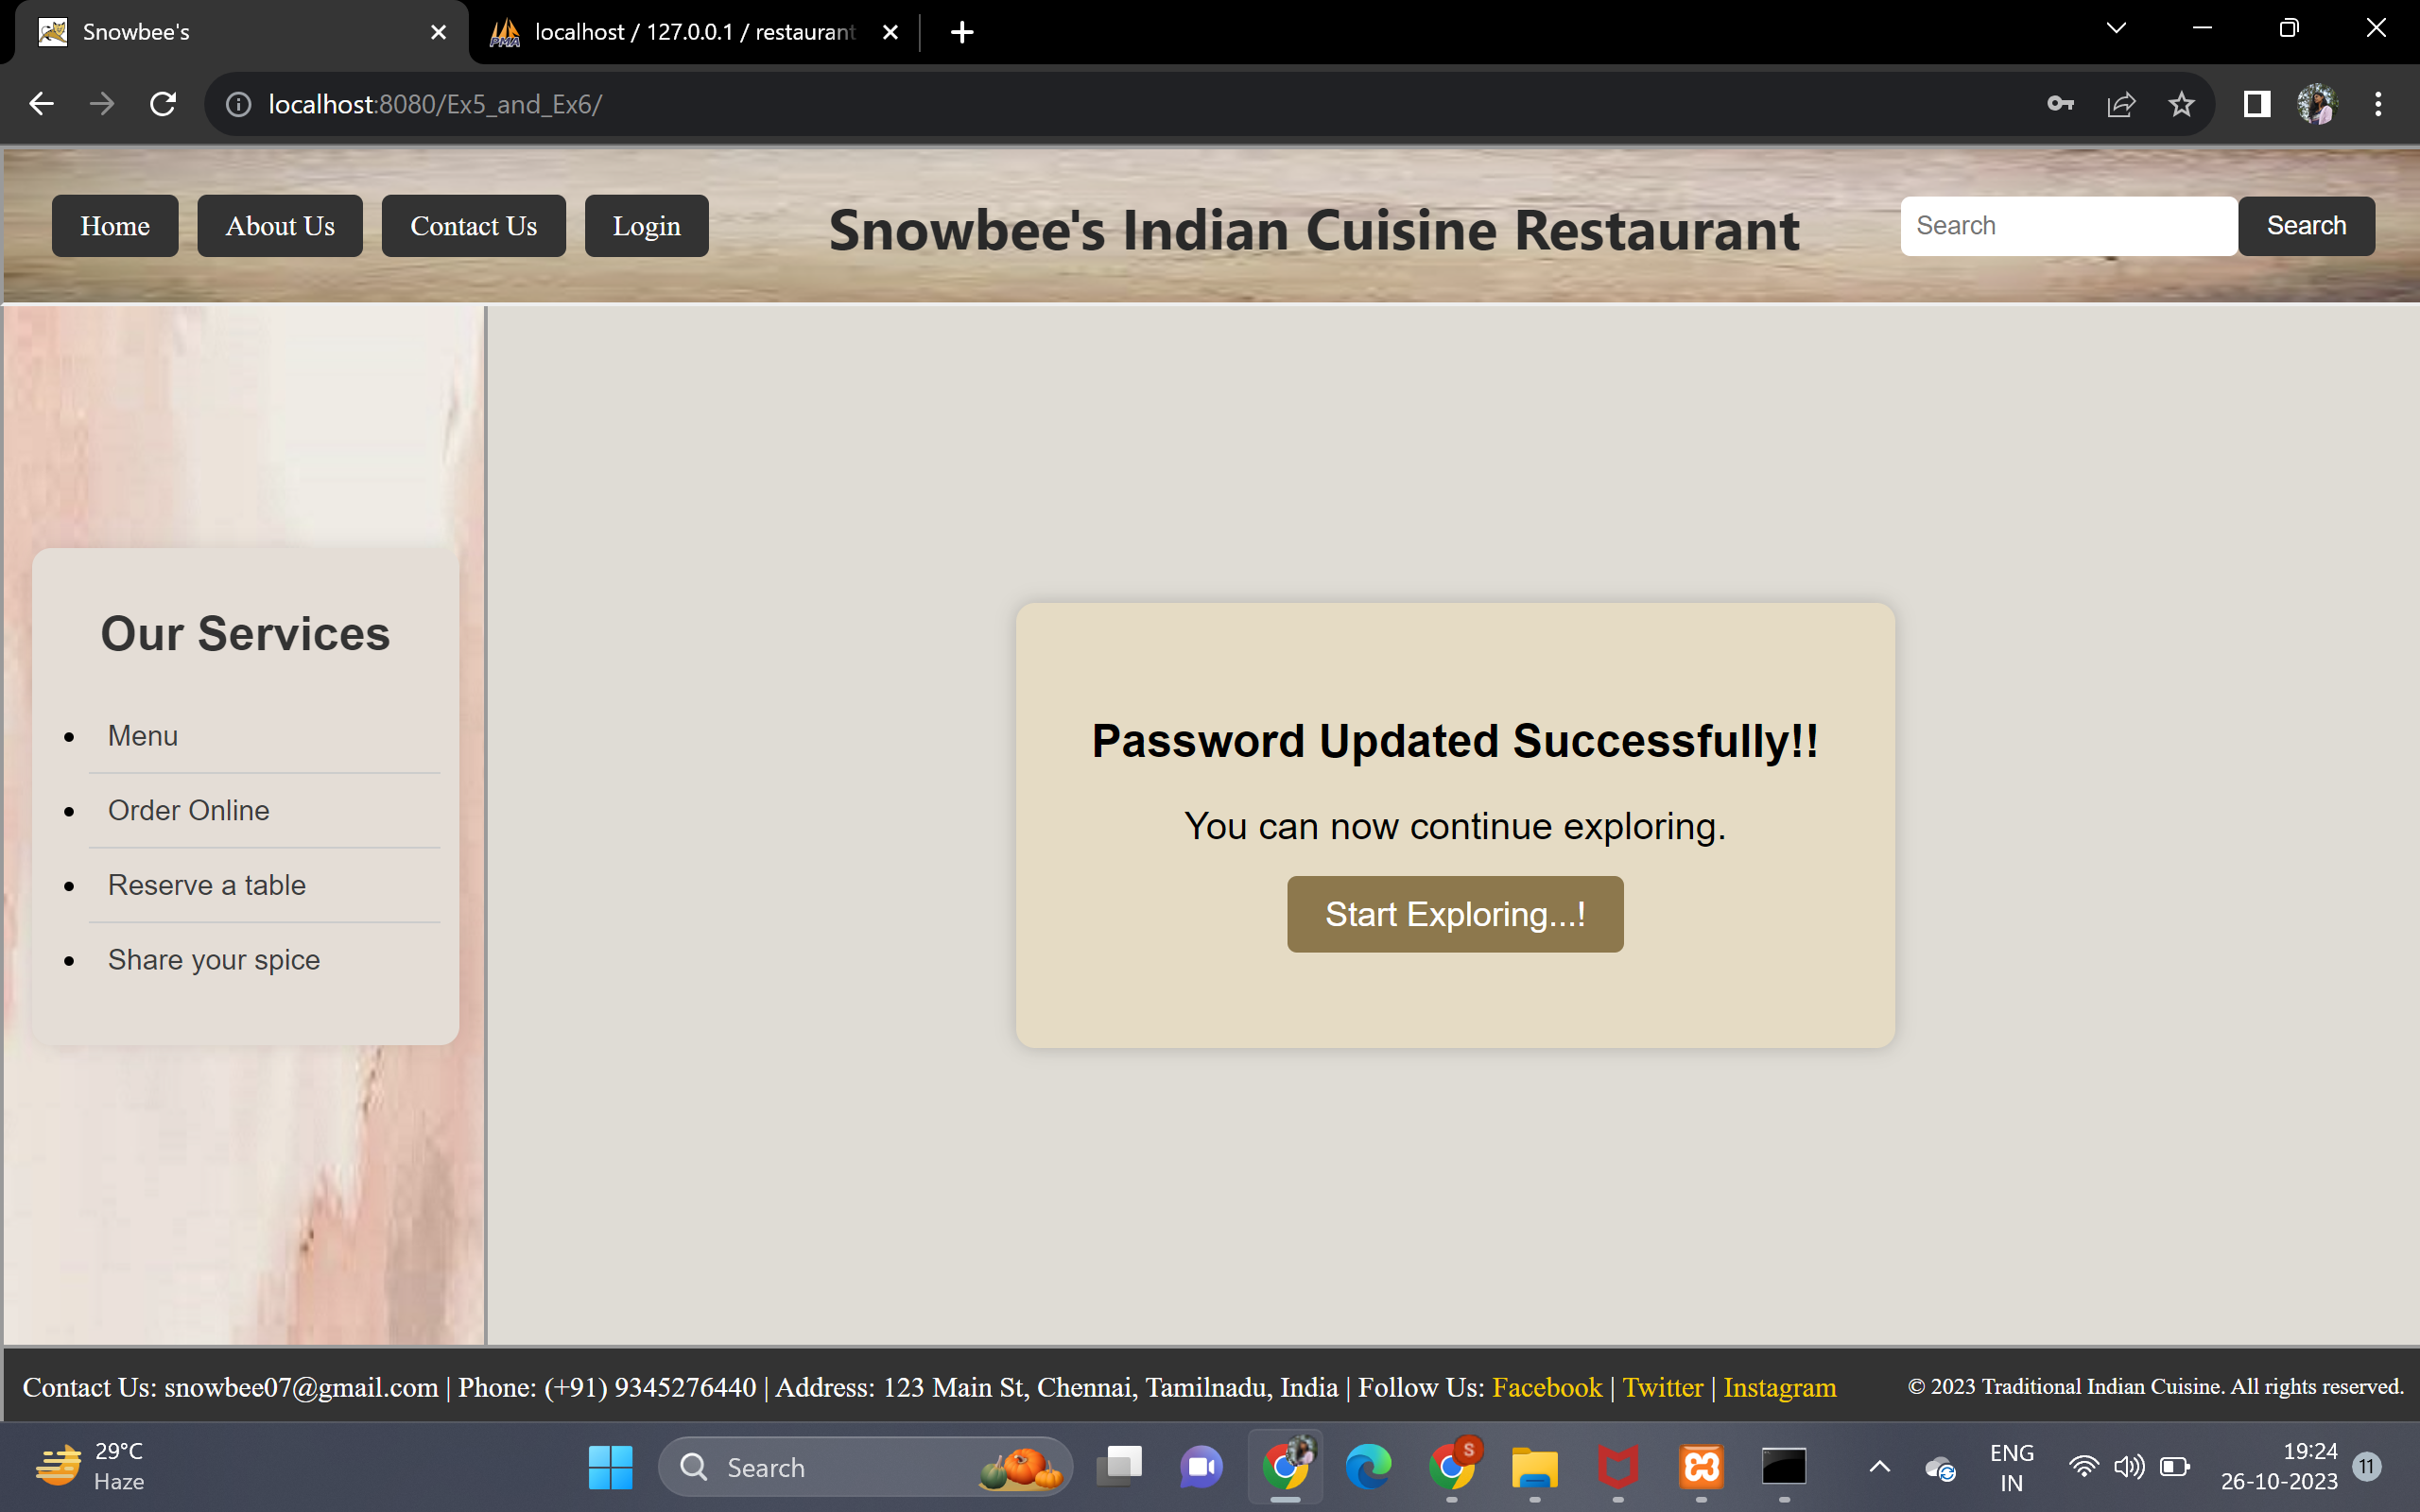 Snowbee's
localhost / 127.0.0.1 / restaurant
localhost:8080/Ex5_and_Ex6/
Home
About Us
Contact Us
Login
Snowbee's Indian Cuisine Restaurant
Search
Search
Our Services
Menu
Order Online
Reserve a table
Share your spice
Password Updated Successfully!!
You can now continue exploring.
Start Exploring...!
Contact Us: snowbee07@gmail.com | Phone: (+91) 9345276440 | Address: 123 Main St, Chennai, Tamilnadu, India | Follow Us: Facebook | Twitter | Instagram
© 2023 Traditional Indian Cuisine. All rights reserved.
29°C
Haze
Search
S
ENG
IN
19:24
26-10-2023
11
PMA